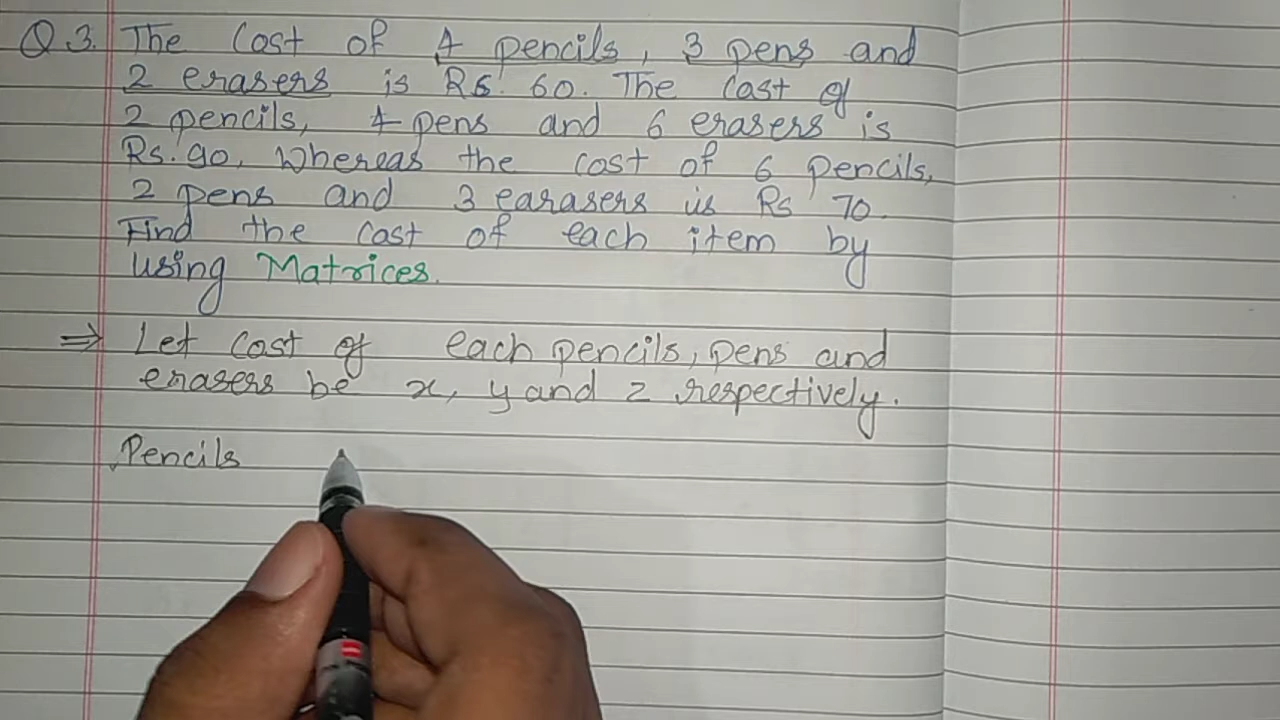 Q 3. The Cost of 4 pencils, 3 pens and
2 erasers is Rs. 60. The Cost of
2 pencils, 4 pens and 6 erasers is
Rs. 90, Whereas the cost of 6 pencils,
2 pens and 3 earasers is Rs 70.
Find the Cost of each item by
using Matrices.
⇒ Let Cost of each pencils, pens and
erasers be x, y and z respectively.
Pencils